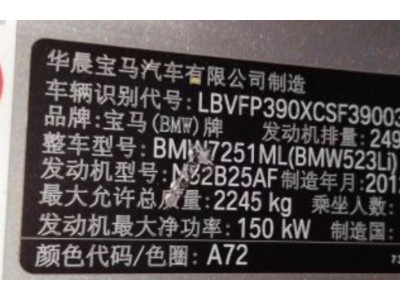 华晨宝马汽车有限公司制造
车辆识别代号: LBVFP390XCSF39003
品牌: 宝马(BMW)牌 发动机排量: 249
整车型号: BMW7251ML(BMW523Li)
发动机型号: N52B25AF 制造年月: 201
最大允许总质量: 2245 kg 乘坐人数:
发动机最大净功率: 150 kW 制造国:
颜色代码/色圈: A72